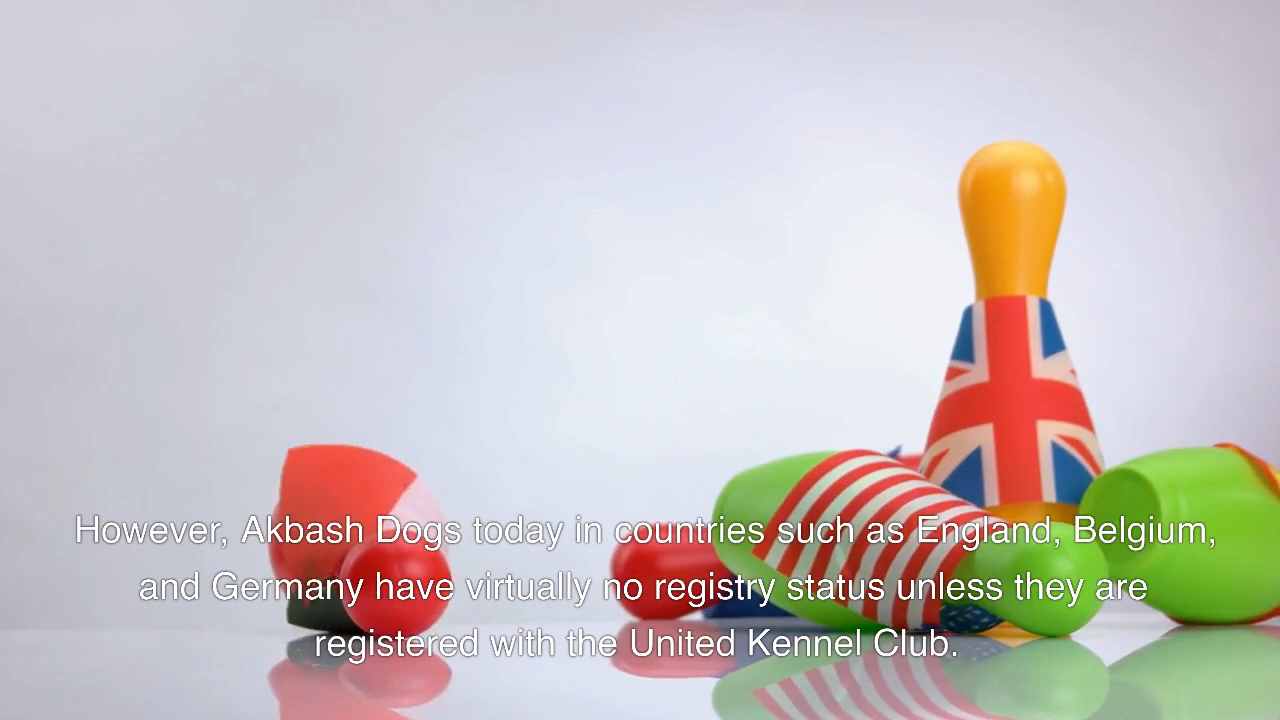 However, Akbash Dogs today in countries such as England, Belgium,
and Germany have virtually no registry status unless they are
registered with the United Kennel Club.